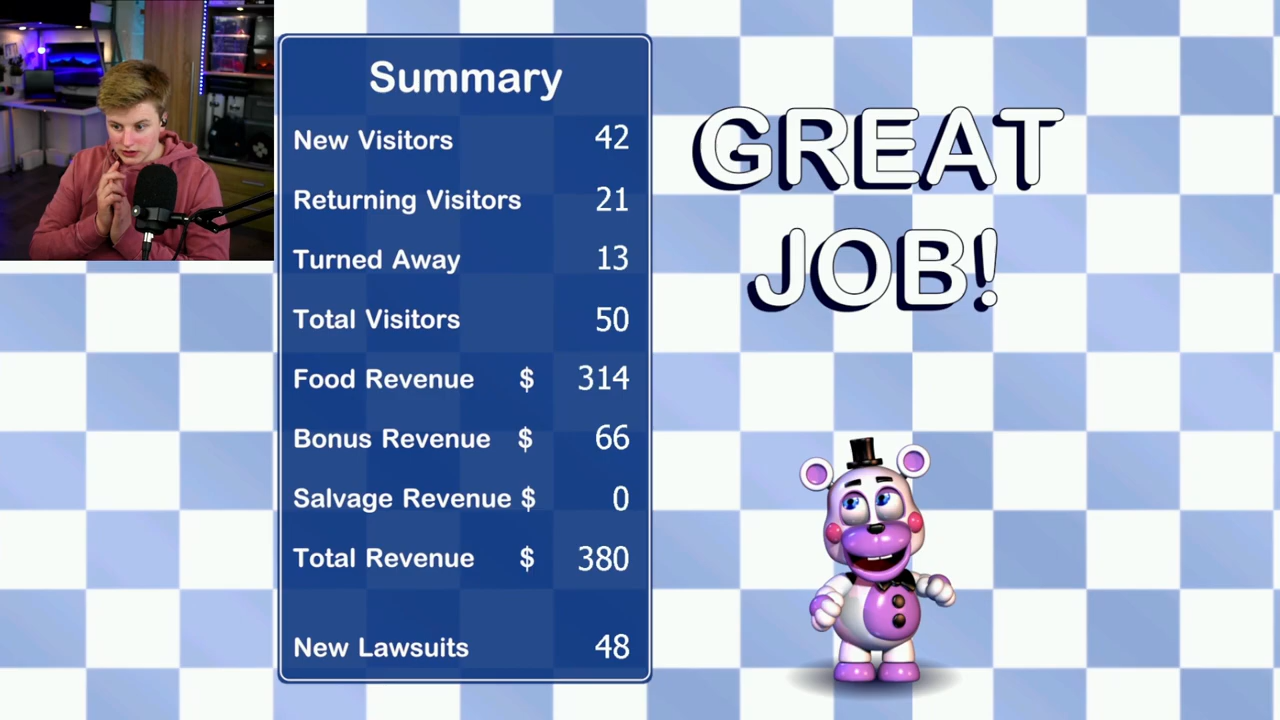 Summary
New Visitors 42
Returning Visitors 21
Turned Away 13
Total Visitors 50
Food Revenue $ 314
Bonus Revenue $ 66
Salvage Revenue $ 0
Total Revenue $ 380
New Lawsuits 48
GREAT
JOB!